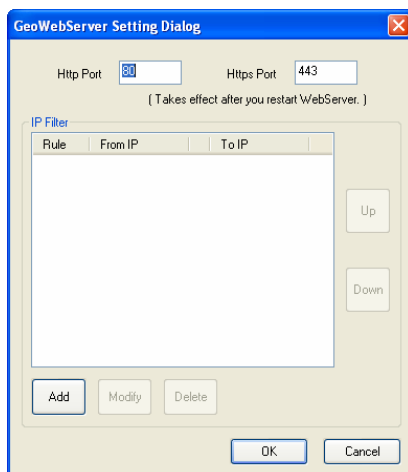 GeoWebServer Setting Dialog
Http Port 80 Https Port 443
( Takes effect after you restart WebServer. )
IP Filter
Rule From IP To IP
Up
Down
Add Modify Delete
OK Cancel